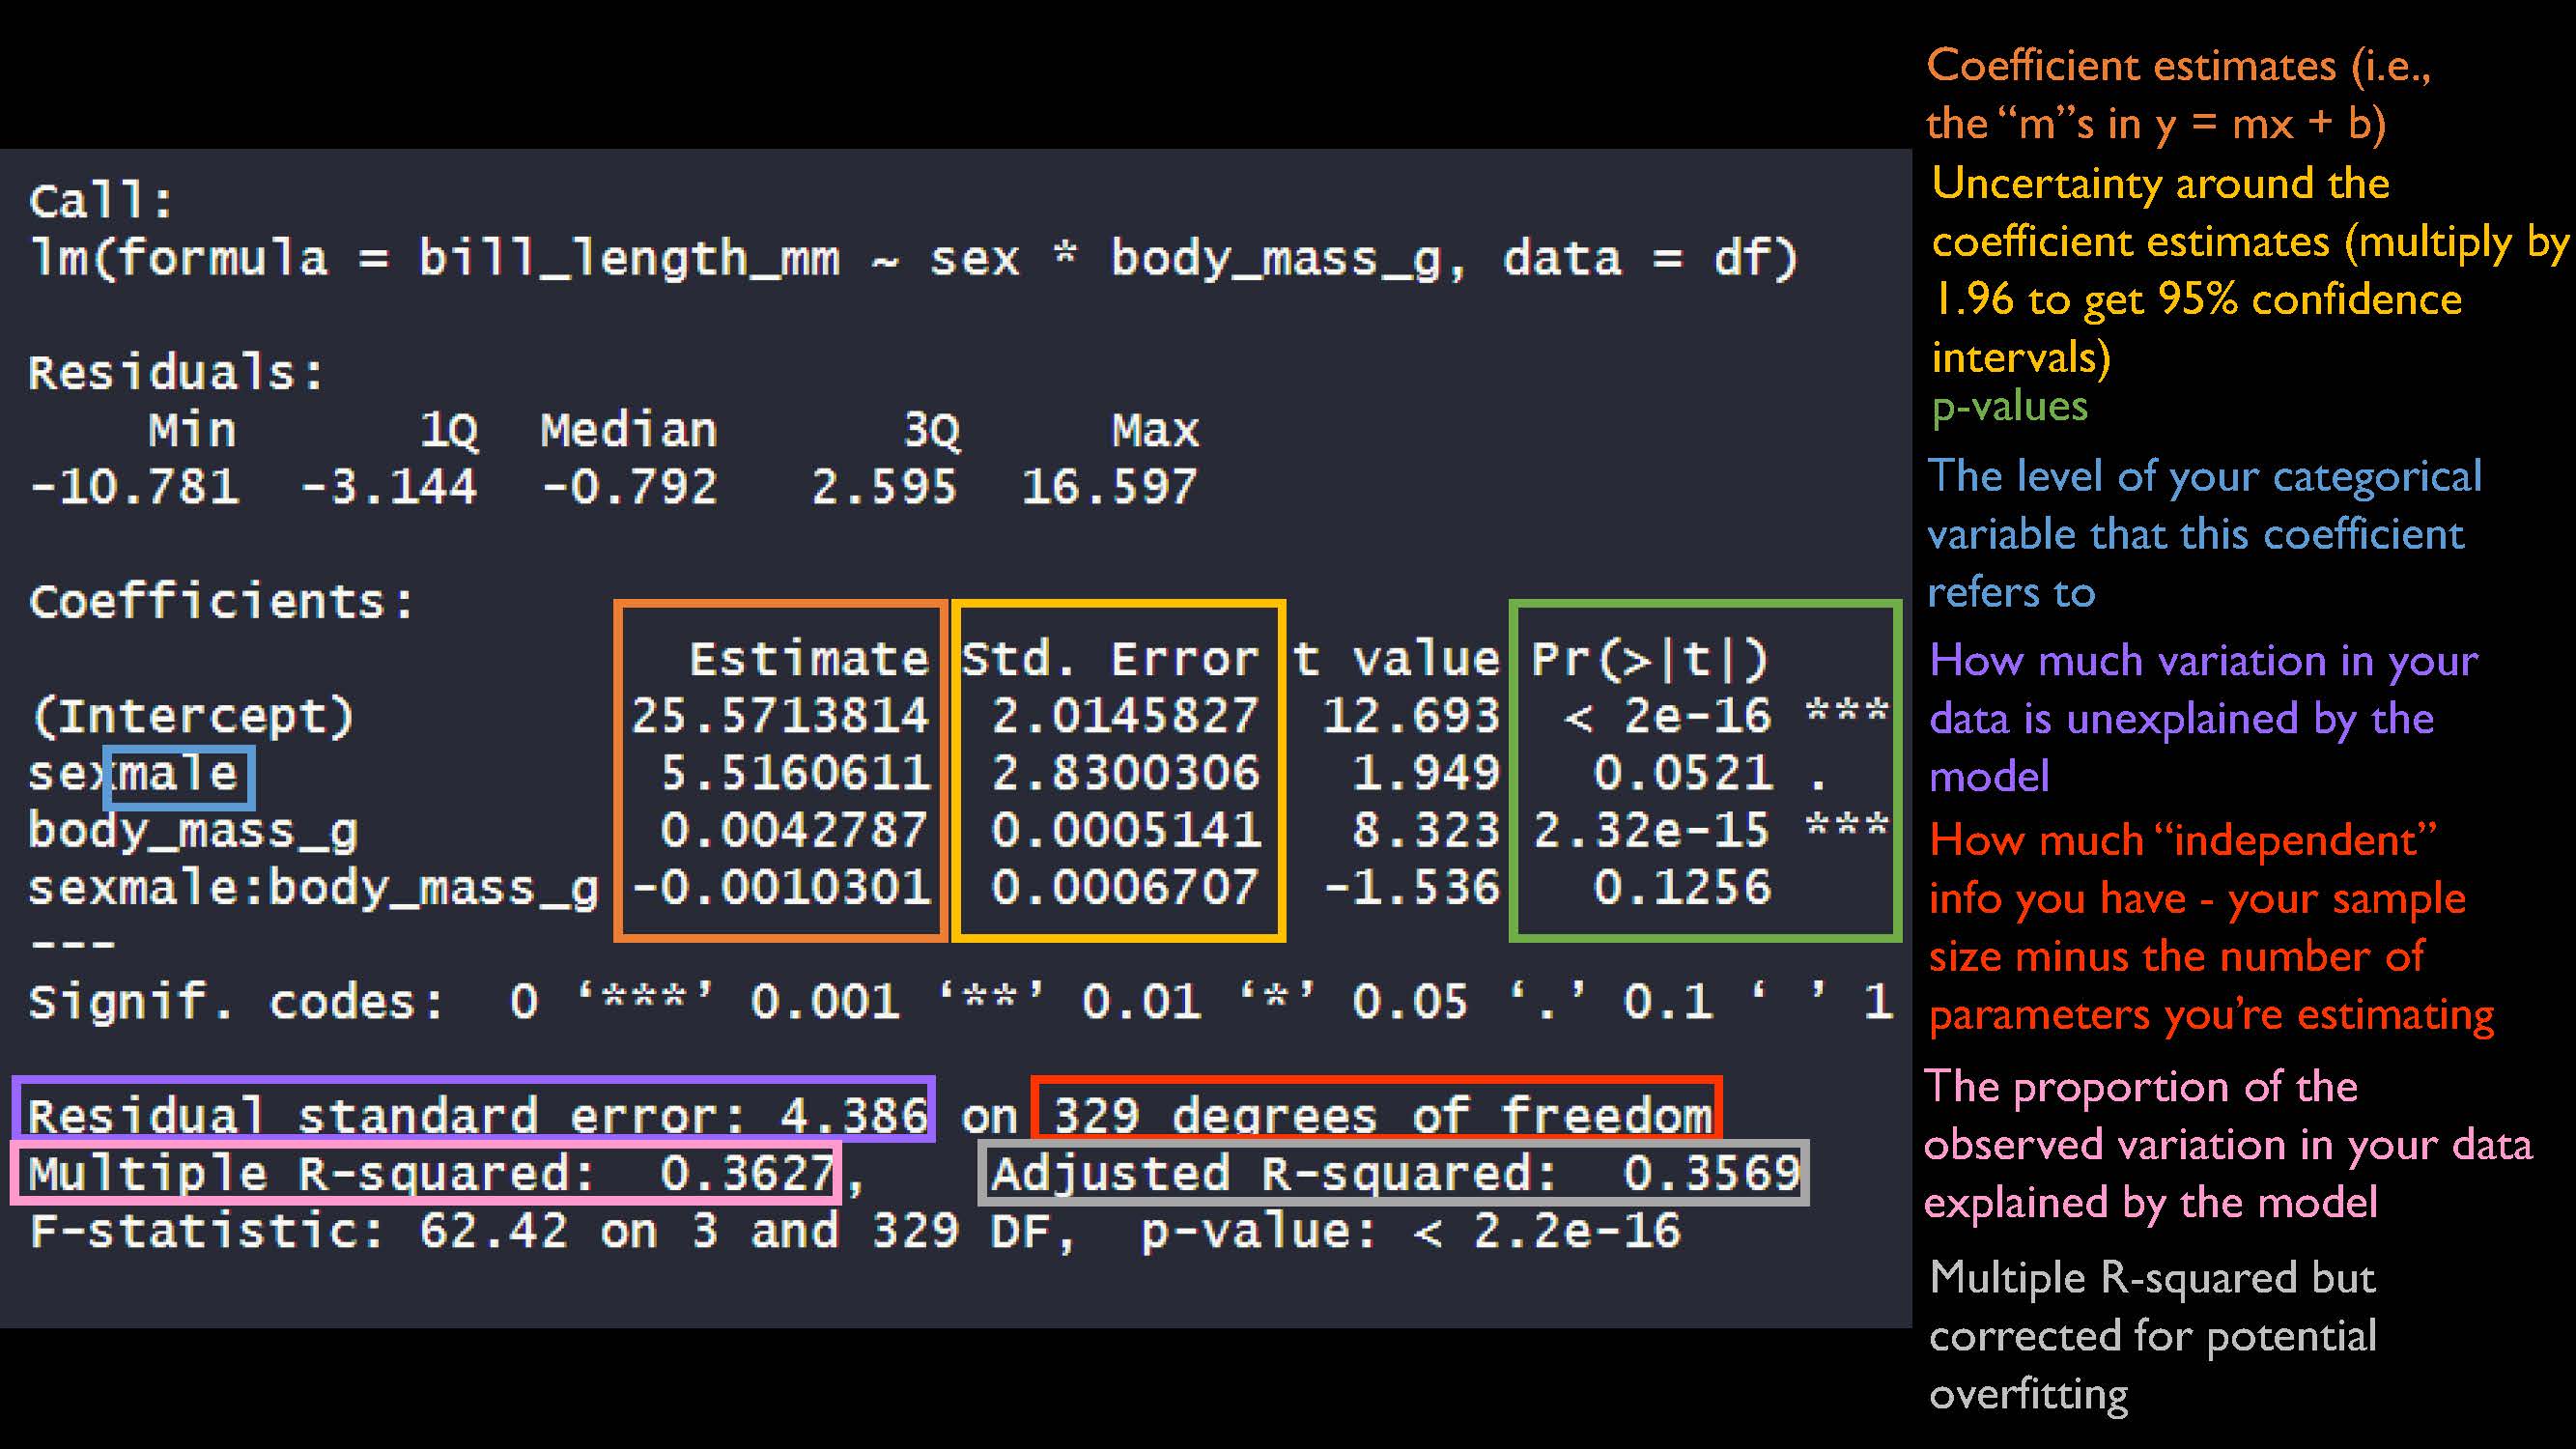 Call:
lm(formula = bill_length_mm ~ sex * body_mass_g, data = df)
Residuals:
Min 1Q Median 3Q Max
-10.781 -3.144 -0.792 2.595 16.597
Coefficients:
Estimate Std. Error t value Pr(>|t|)
(Intercept) 25.5713814 2.0145827 12.693 < 2e-16 ***
sexmale 5.5160611 2.8300306 1.949 0.0521 .
body_mass_g 0.0042787 0.0005141 8.323 2.32e-15 ***
sexmale:body_mass_g -0.0010301 0.0006707 -1.536 0.1256
---
Signif. codes: 0 ‘***’ 0.001 ‘**’ 0.01 ‘*’ 0.05 ‘.’ 0.1 ‘ ’ 1
Residual standard error: 4.386 on 329 degrees of freedom
Multiple R-squared: 0.3627, Adjusted R-squared: 0.3569
F-statistic: 62.42 on 3 and 329 DF, p-value: < 2.2e-16
Coefficient estimates (i.e.,
the “m”s in y = mx + b)
Uncertainty around the
coefficient estimates (multiply by
1.96 to get 95% confidence
intervals)
p-values
The level of your categorical
variable that this coefficient
refers to
How much variation in your
data is unexplained by the
model
How much “independent”
info you have - your sample
size minus the number of
parameters you’re estimating
The proportion of the
observed variation in your data
explained by the model
Multiple R-squared but
corrected for potential
overfitting